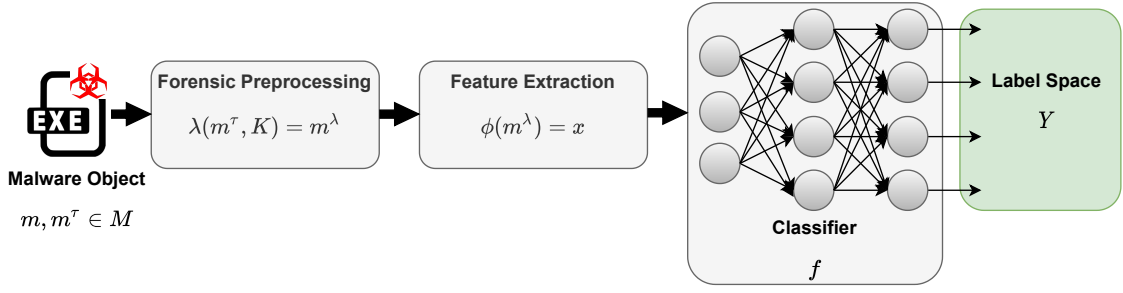 EXE
Malware Object
m, m^τ ∈ M
Forensic Preprocessing
λ(m^τ, K) = m^λ
Feature Extraction
ϕ(m^λ) = x
Classifier
f
Label Space
Y